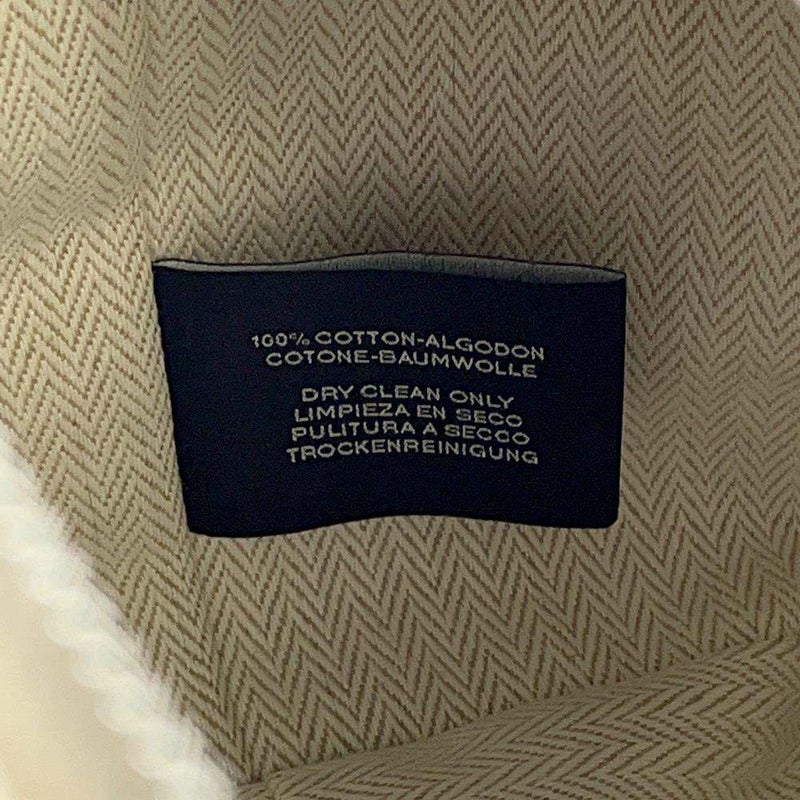 100% COTTON-ALGODON
COTONE-BAUMWOLLE
DRY CLEAN ONLY
LIMPIEZA EN SECO
PULITURA A SECCO
TROCKENREINIGUNG